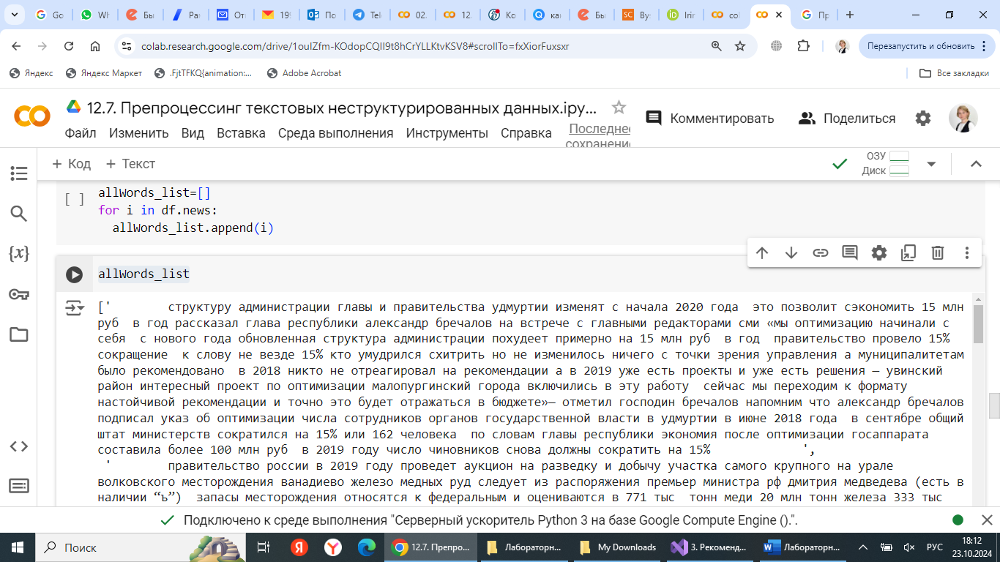 Go
Wh
Бы
Par
От
199
По
Tele
02.
12.
Ко
ка
Бы
Вы
Irin
col
Пр
colab.research.google.com/drive/1ouIZfm-KOdopCQII9t8hCrYLLKtvKSV8#scrollTo=fxXiorFuxsxr
Перезапустить и обновить
Яндекс
Яндекс Маркет
.FjtTFKQ{animation:...
Adobe Acrobat
Все закладки
12.7. Препроцессинг текстовых неструктурированных данных.ipy...
Комментировать
Поделиться
Файл Изменить Вид Вставка Среда выполнения Инструменты Справка
Последнее
сохранение
+ Код + Текст
ОЗУ
Диск
[ ] allWords_list=[]
for i in df.news:
allWords_list.append(i)
allWords_list
['        структуру администрации главы и правительства удмуртии изменят с начала 2020 года  это позволит сэкономить 15 млн
руб  в год рассказал глава республики александр бречалов на встрече с главными редакторами сми «мы оптимизацию начинали с
себя  с нового года обновленная структура администрации похудеет примерно на 15 млн руб  в год  правительство провело 15%
сокращение  к слову не везде 15% кто умудрился схитрить но не изменилось ничего с точки зрения управления а муниципалитетам
было рекомендовано  в 2018 никто не отреагировал на рекомендации а в 2019 уже есть проекты и уже есть решения — увинский
район интересный проект по оптимизации малопургинский города включились в эту работу  сейчас мы переходим к формату
настойчивой рекомендации и точно это будет отражаться в бюджете»— отметил господин бречалов напомним что александр бречалов
подписал указ об оптимизации числа сотрудников органов государственной власти в удмуртии в июне 2018 года  в сентябре общий
штат министерств сократился на 15% или 162 человека  по словам главы республики экономия после оптимизации госаппарата
составила более 100 млн руб  в 2019 году число чиновников снова должны сократить на 15%             ',
'        правительство россии в 2019 году проведет аукцион на разведку и добычу участка самого крупного на урале
волковского месторождения ванадиево железо медных руд следует из распоряжения премьер министра рф дмитрия медведева (есть в
наличии “ъ”)  запасы месторождения относятся к федеральным и оцениваются в 771 тыс  тонн меди 20 млн тонн железа 333 тыс
Подключено к среде выполнения "Серверный ускоритель Python 3 на базе Google Compute Engine ().".
Поиск
12.7. Препро...
Лабораторн...
My Downloads
3. Рекоменд...
Лабораторн...
РУС
18:12
23.10.2024